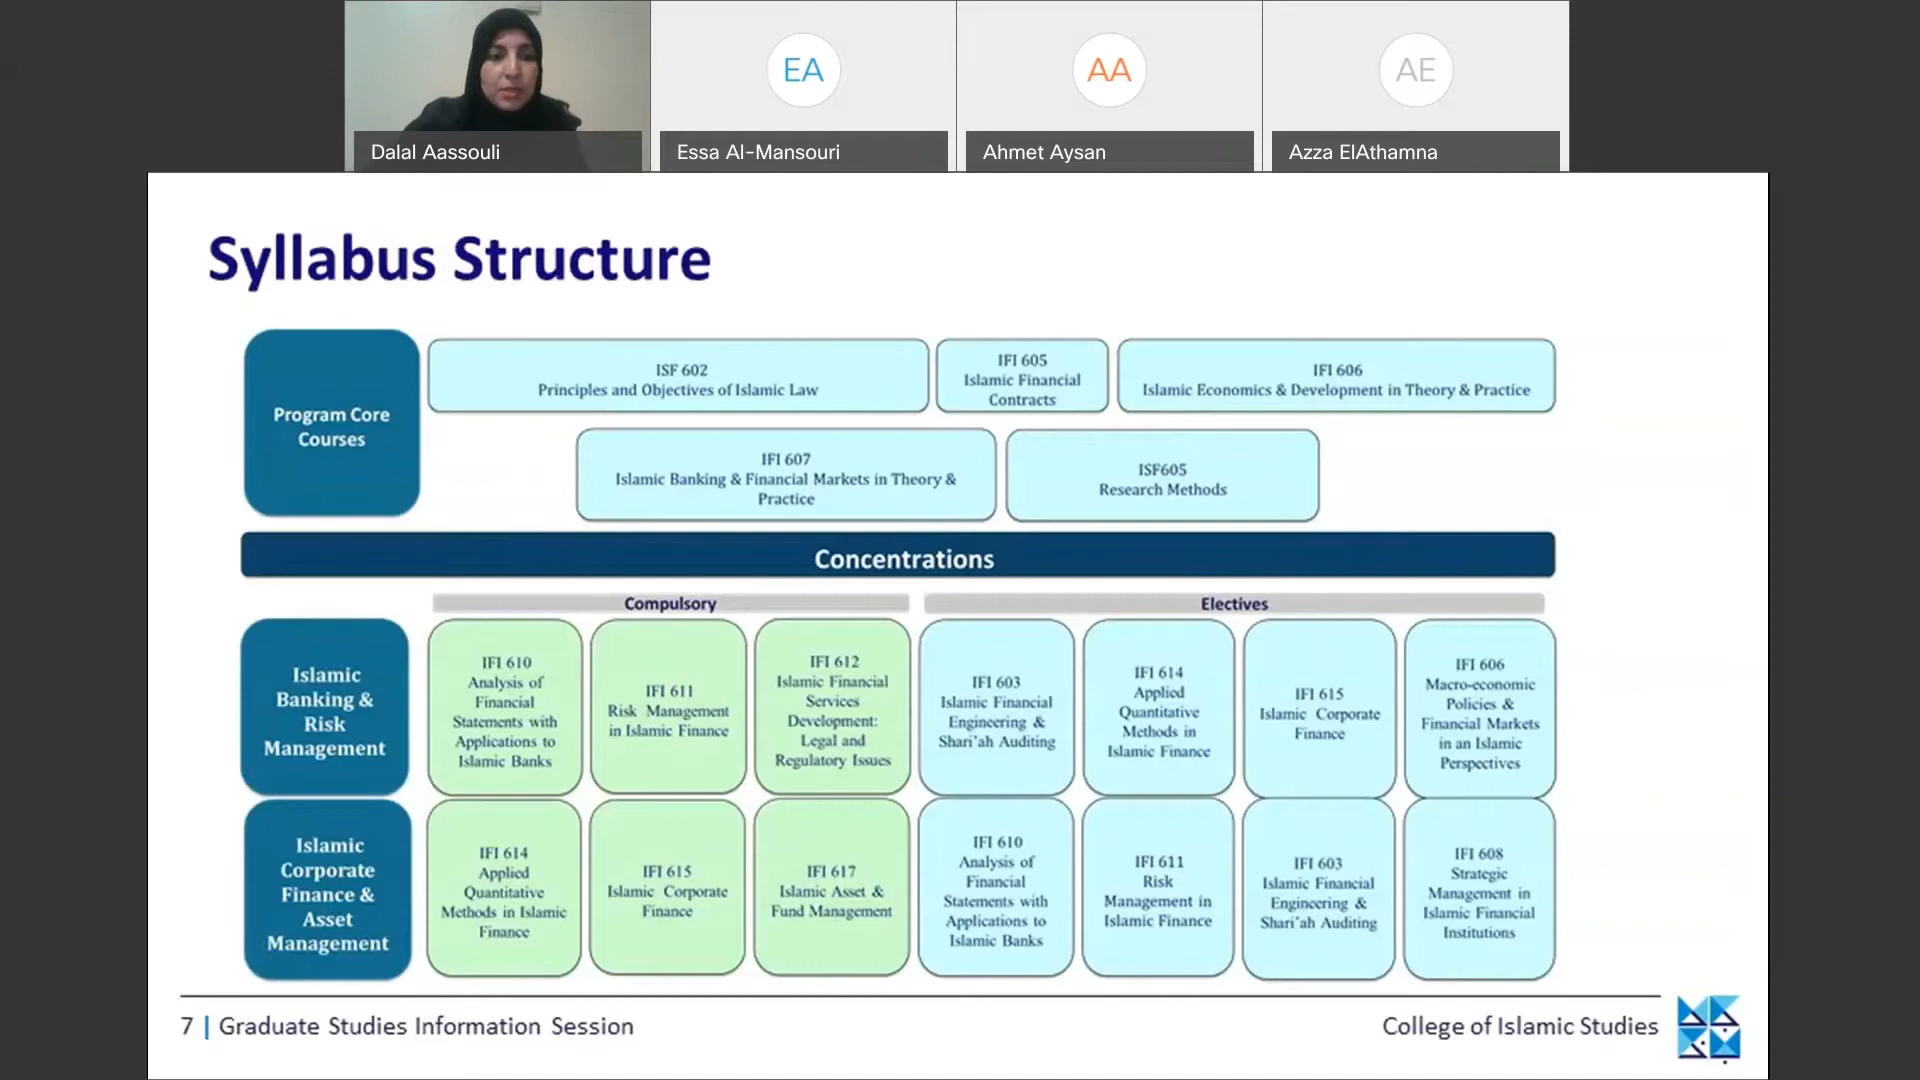 EA
AA
AE
Dalal Aassouli
Essa Al-Mansouri
Ahmet Aysan
Azza ElAthamna
Syllabus Structure
Program Core
Courses
ISF 602
Principles and Objectives of Islamic Law
IFI 605
Islamic Financial
Contracts
IFI 606
Islamic Economics & Development in Theory & Practice
IFI 607
Islamic Banking & Financial Markets in Theory &
Practice
ISF605
Research Methods
Concentrations
Compulsory
Electives
Islamic
Banking &
Risk
Management
IFI 610
Analysis of
Financial
Statements with
Applications to
Islamic Banks
IFI 611
Risk Management
in Islamic Finance
IFI 612
Islamic Financial
Services
Development:
Legal and
Regulatory Issues
IFI 603
Islamic Financial
Engineering &
Shari'ah Auditing
IFI 614
Applied
Quantitative
Methods in
Islamic Finance
IFI 615
Islamic Corporate
Finance
IFI 606
Macro-economic
Policies &
Financial Markets
in an Islamic
Perspectives
Islamic
Corporate
Finance &
Asset
Management
IFI 614
Applied
Quantitative
Methods in Islamic
Finance
IFI 615
Islamic Corporate
Finance
IFI 617
Islamic Asset &
Fund Management
IFI 610
Analysis of
Financial
Statements with
Applications to
Islamic Banks
IFI 611
Risk
Management in
Islamic Finance
IFI 603
Islamic Financial
Engineering &
Shari'ah Auditing
IFI 608
Strategic
Management in
Islamic Financial
Institutions
7 | Graduate Studies Information Session
College of Islamic Studies